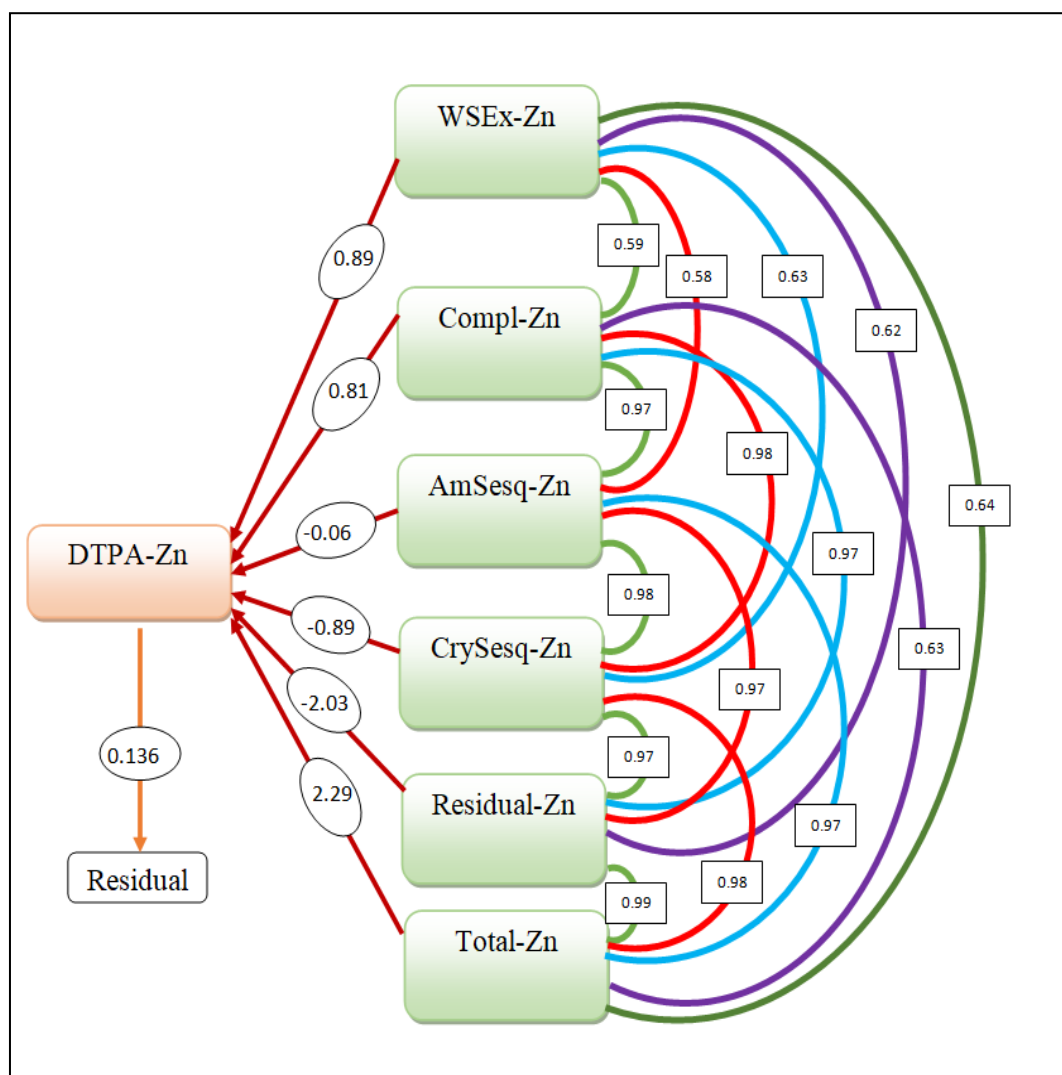 WSEx-Zn
0.59
0.89
0.58
0.63
Compl-Zn
0.62
0.81
0.97
0.98
AmSesq-Zn
0.64
-0.06
DTPA-Zn
0.97
0.98
-0.89
CrySesq-Zn
0.63
0.97
-2.03
0.136
0.97
2.29
Residual-Zn
0.97
Residual
0.98
0.99
Total-Zn